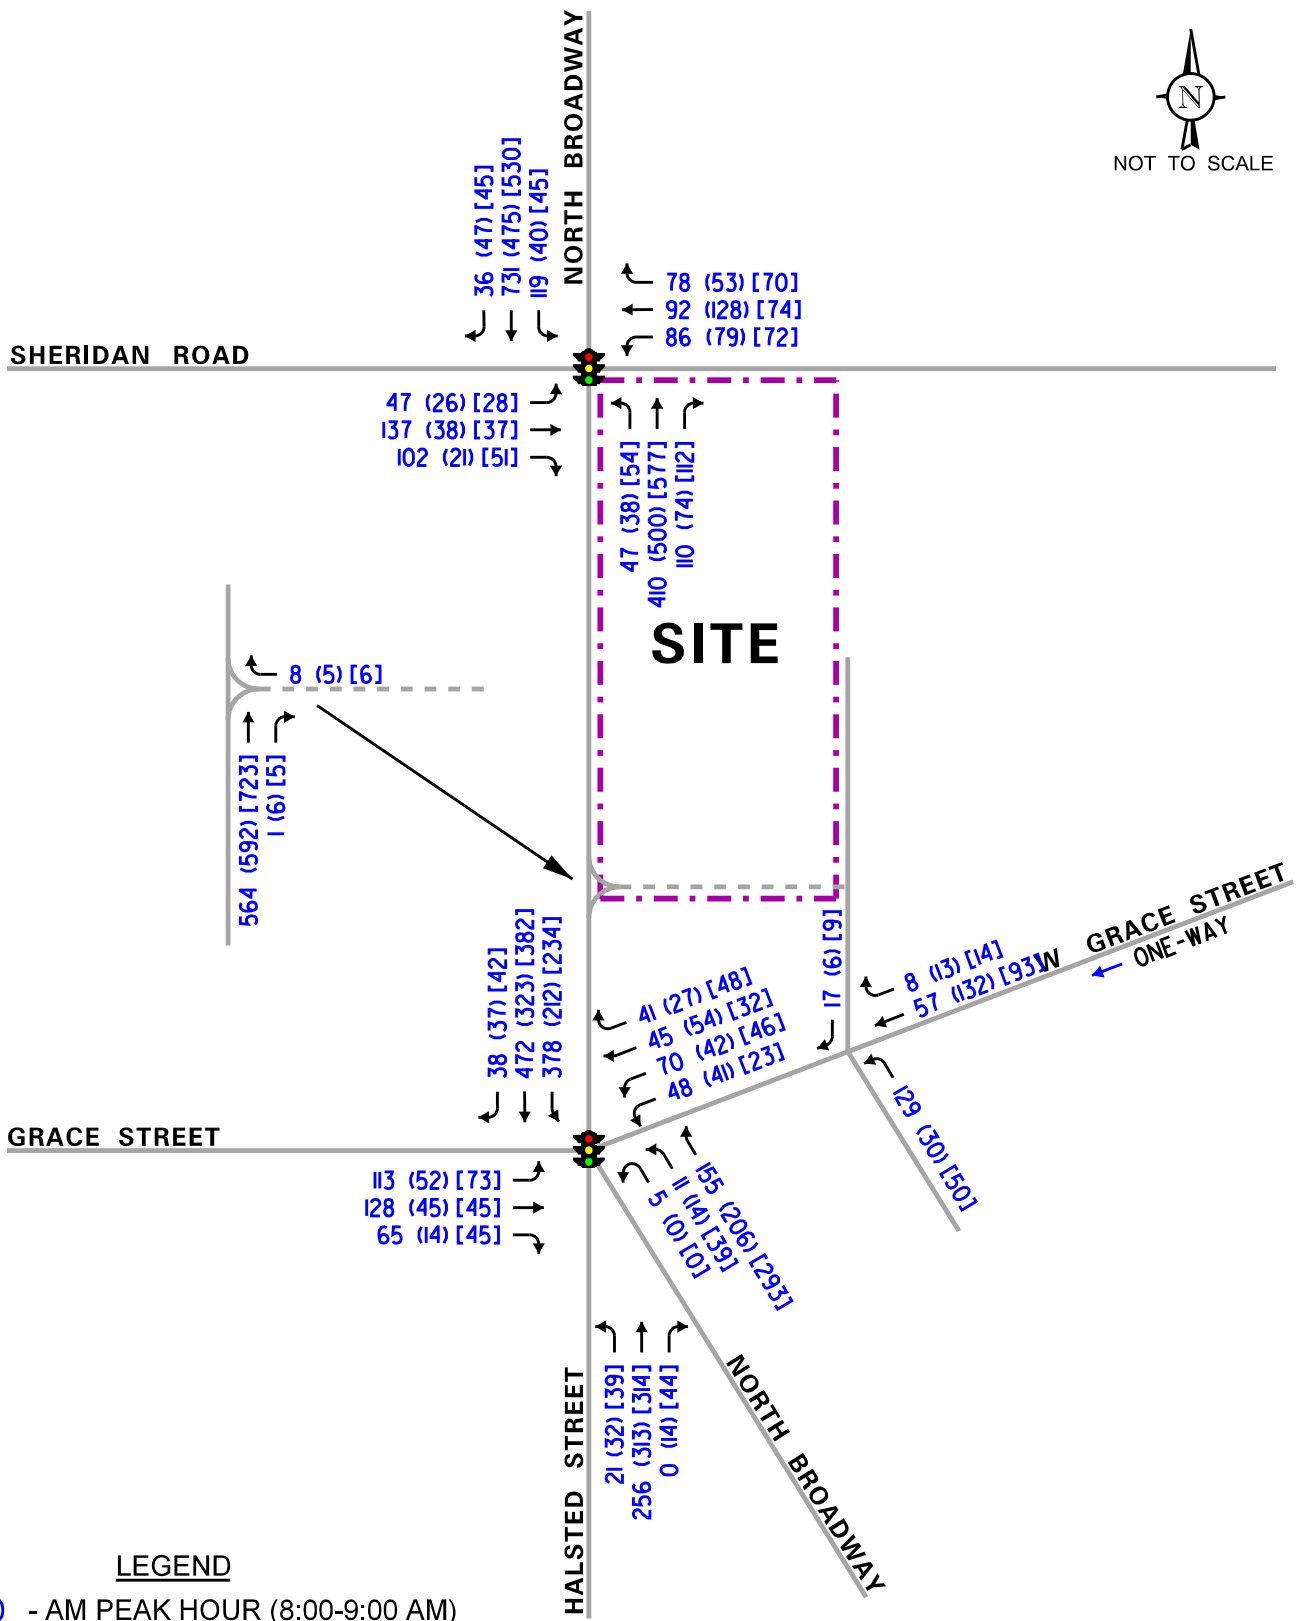 NORTH BROADWAY
N
NOT TO SCALE
36 (47) [45]
731 (475) [530]
119 (40) [45]
78 (53) [70]
92 (128) [74]
86 (79) [72]
SHERIDAN ROAD
47 (26) [28]
137 (38) [37]
102 (21) [51]
47 (38) [54]
410 (500) [577]
110 (74) [112]
SITE
8 (5) [6]
564 (592) [723]
1 (6) [5]
38 (37) [42]
472 (323) [382]
378 (212) [234]
41 (27) [48]
45 (54) [32]
70 (42) [46]
48 (41) [23]
17 (6) [9]
8 (13) [14]
57 (132) [93]
W GRACE STREET
ONE-WAY
GRACE STREET
113 (52) [73]
128 (45) [45]
65 (14) [45]
129 (30) [50]
155 (206) [293]
11 (14) [39]
5 (0) [0]
21 (32) [39]
256 (313) [314]
0 (14) [44]
HALSTED STREET
NORTH BROADWAY
LEGEND
- AM PEAK HOUR (8:00-9:00 AM)